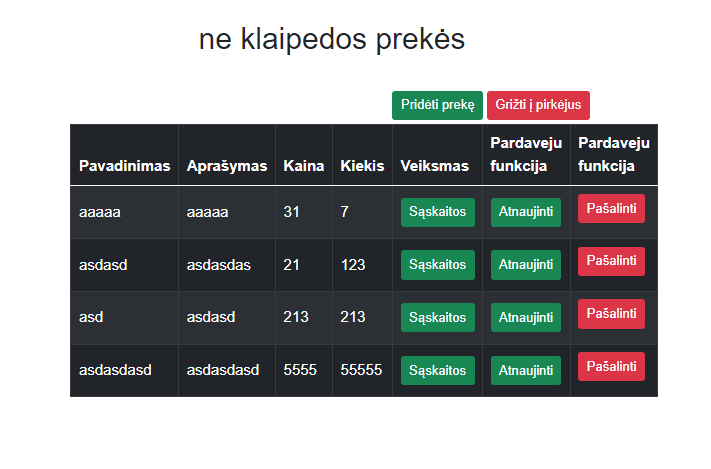 ne klaipedos prekės
Pridėti prekę Grižti į pirkėjus
Pavadinimas Aprašymas Kaina Kiekis Veiksmas Pardaveju funkcija Pardaveju funkcija
aaaaa aaaaa 31 7 Sąskaitos Atnaujinti Pašalinti
asdasd asdasdas 21 123 Sąskaitos Atnaujinti Pašalinti
asd asdasd 213 213 Sąskaitos Atnaujinti Pašalinti
asdasdasd asdasdasd 5555 55555 Sąskaitos Atnaujinti Pašalinti